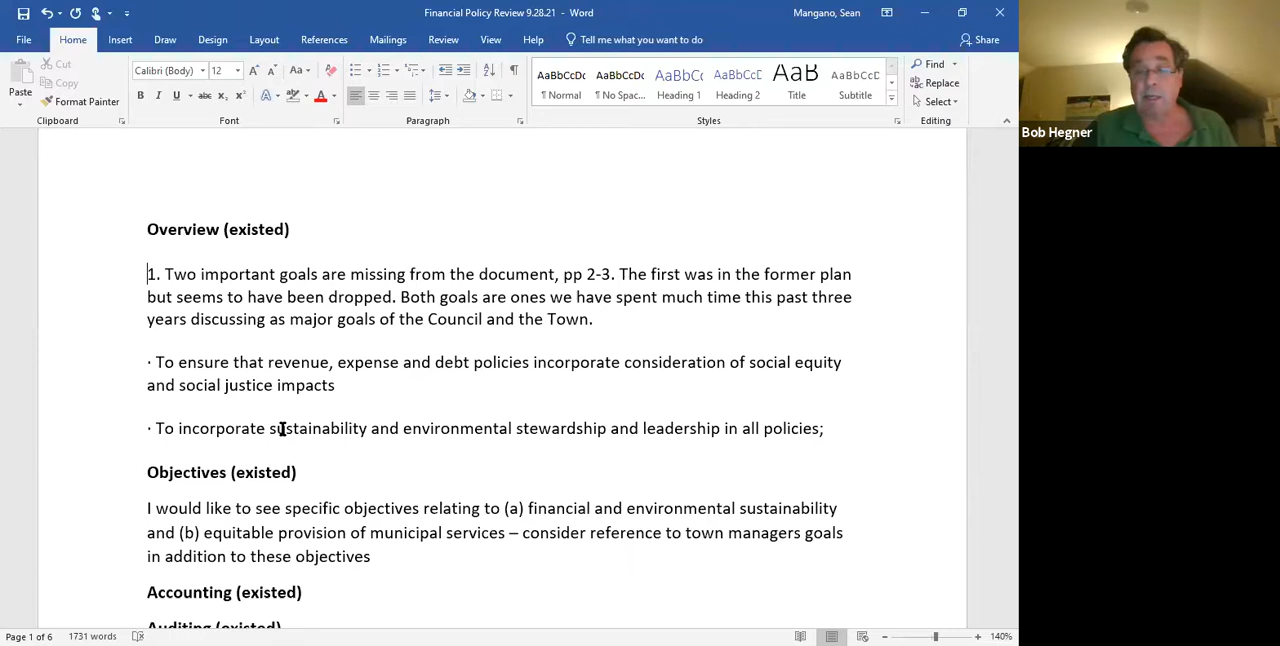 Financial Policy Review 9.28.21 - Word
Mangano, Sean
File Home Insert Draw Design Layout References Mailings Review View Help Tell me what you want to do Share
Paste Cut Copy Format Painter
Calibri (Body) 12
AaBbCcDc AaBbCcDc AaBbC AaBbCcD AaB AaBbCcD
¶ Normal ¶ No Spac... Heading 1 Heading 2 Title Subtitle
Find
Replace
Select
Clipboard Font Paragraph Styles Editing
Bob Hegner
Overview (existed)
1. Two important goals are missing from the document, pp 2-3. The first was in the former plan
but seems to have been dropped. Both goals are ones we have spent much time this past three
years discussing as major goals of the Council and the Town.
· To ensure that revenue, expense and debt policies incorporate consideration of social equity
and social justice impacts
· To incorporate sustainability and environmental stewardship and leadership in all policies;
Objectives (existed)
I would like to see specific objectives relating to (a) financial and environmental sustainability
and (b) equitable provision of municipal services – consider reference to town managers goals
in addition to these objectives
Accounting (existed)
Auditing (existed)
Page 1 of 6 1731 words 140%